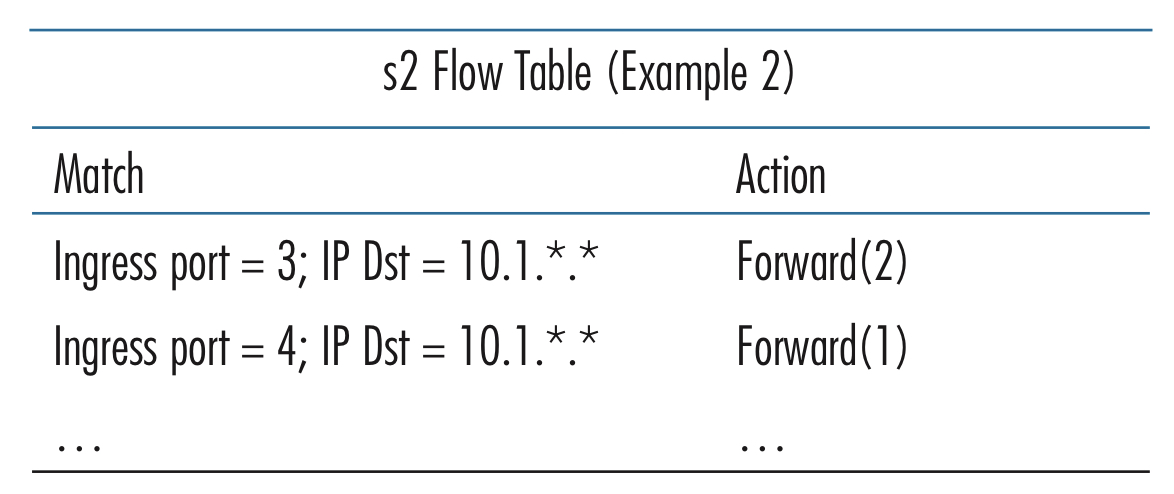 s2 Flow Table (Example 2)
Match Action
Ingress port = 3; IP Dst = 10.1.*.* Forward(2)
Ingress port = 4; IP Dst = 10.1.*.* Forward(1)
... ...